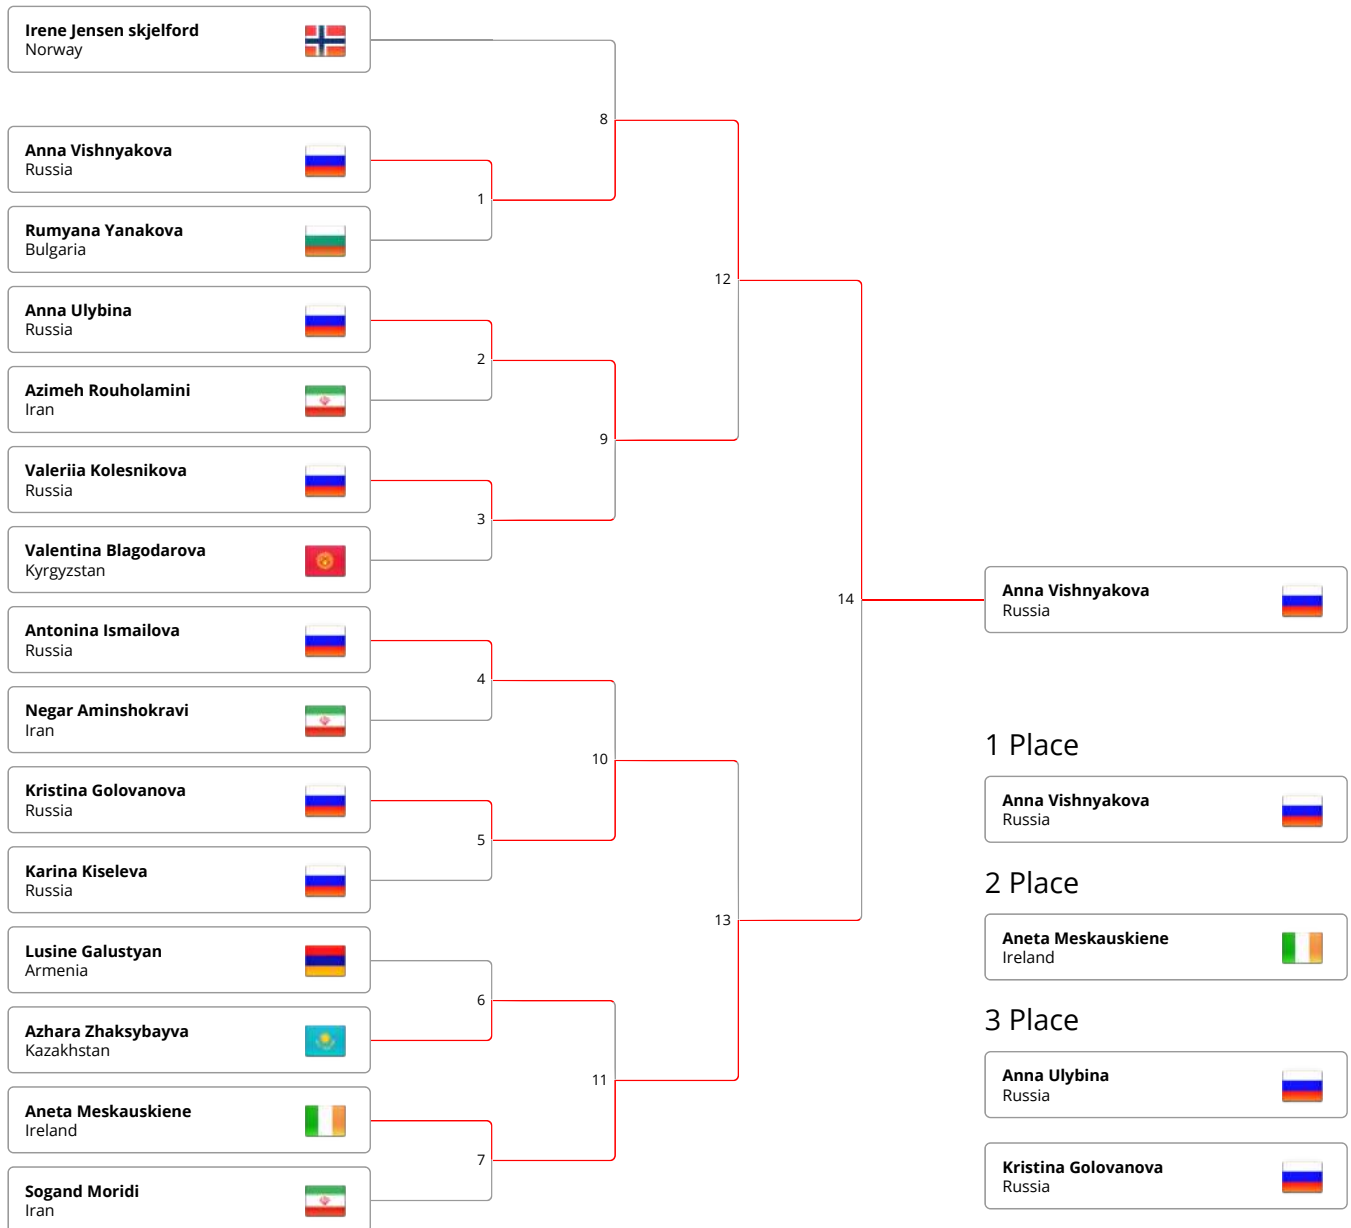 Irene Jensen skjelford
Norway
Anna Vishnyakova
Russia
Rumyana Yanakova
Bulgaria
Anna Ulybina
Russia
Azimeh Rouholamini
Iran
Valeriia Kolesnikova
Russia
Valentina Blagodarova
Kyrgyzstan
Antonina Ismailova
Russia
Negar Aminshokravi
Iran
Kristina Golovanova
Russia
Karina Kiseleva
Russia
Lusine Galustyan
Armenia
Azhara Zhaksybayva
Kazakhstan
Aneta Meskauskiene
Ireland
Sogand Moridi
Iran
1
2
3
4
5
6
7
8
9
10
11
12
13
14
Anna Vishnyakova
Russia
1 Place
Anna Vishnyakova
Russia
2 Place
Aneta Meskauskiene
Ireland
3 Place
Anna Ulybina
Russia
Kristina Golovanova
Russia